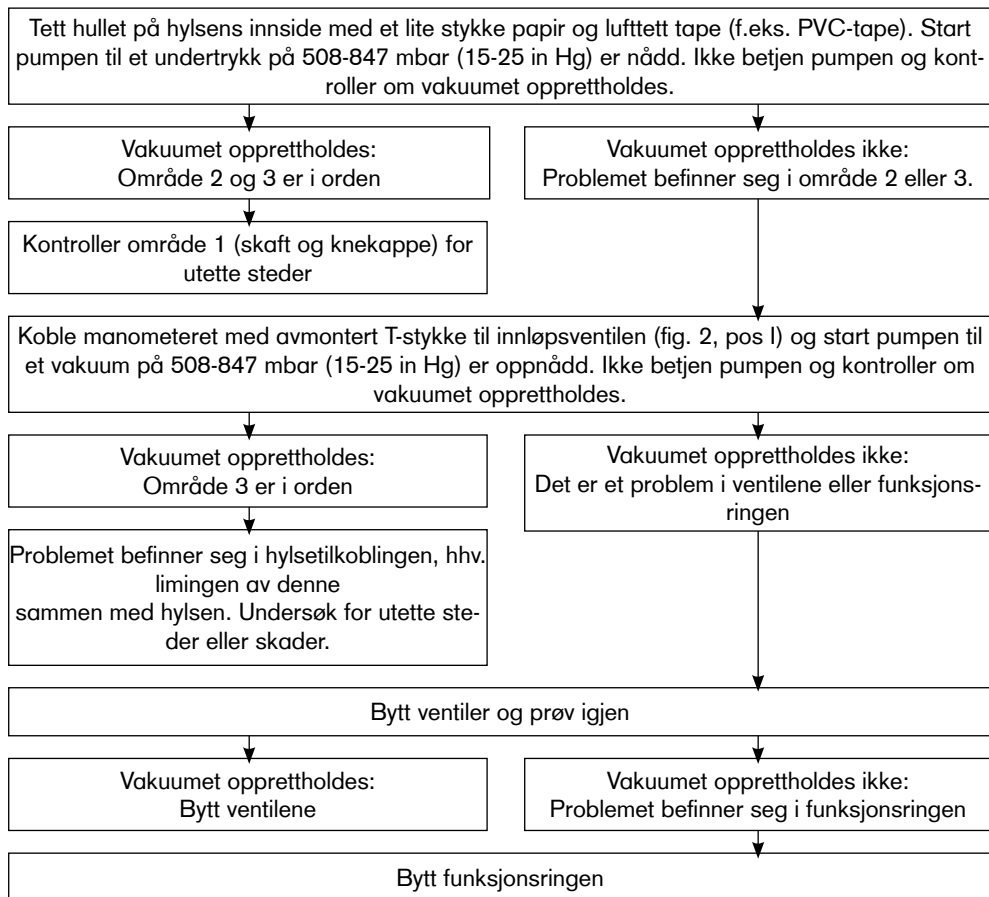 Tett hullet på hylsens innside med et lite stykke papir og lufttett tape (f.eks. PVC-tape). Start
pumpen til et undertrykk på 508-847 mbar (15-25 in Hg) er nådd. Ikke betjen pumpen og kont-
roller om vakuumet opprettholdes.
Vakuumet opprettholdes:
Område 2 og 3 er i orden
Vakuumet opprettholdes ikke:
Problemet befinner seg i område 2 eller 3.
Kontroller område 1 (skaft og knekappe) for
utette steder
Koble manometeret med avmontert T-stykke til innløpsventilen (fig. 2, pos I) og start pumpen til
et vakuum på 508-847 mbar (15-25 in Hg) er oppnådd. Ikke betjen pumpen og kontroller om
vakuumet opprettholdes.
Vakuumet opprettholdes:
Område 3 er i orden
Vakuumet opprettholdes ikke:
Det er et problem i ventilene eller funksjons-
ringen
Problemet befinner seg i hylsetilkoblingen, hhv.
limingen av denne
sammen med hylsen. Undersøk for utette ste-
der eller skader.
Bytt ventiler og prøv igjen
Vakuumet opprettholdes:
Bytt ventilene
Vakuumet opprettholdes ikke:
Problemet befinner seg i funksjonsringen
Bytt funksjonsringen